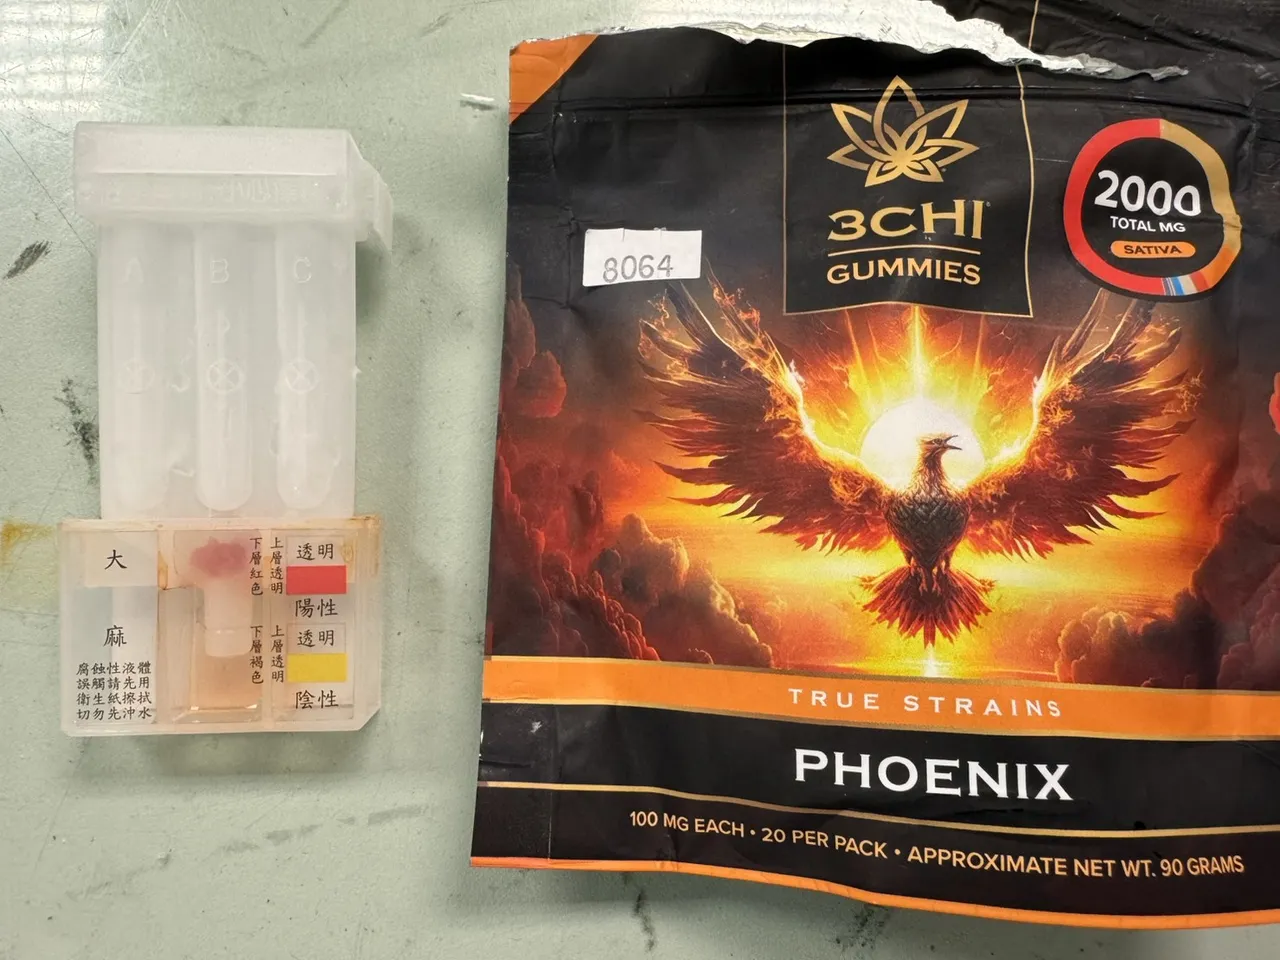 A B C
大
麻
腐蝕性液體
誤觸請先用
衛生紙擦拭
切勿先沖水
上層透明
下層紅色
透明
陽性
上層透明
下層褐色
透明
陰性
8064
3CHI
GUMMIES
2000
TOTAL MG
SATIVA
TRUE STRAINS
PHOENIX
100 MG EACH • 20 PER PACK • APPROXIMATE NET WT. 90 GRAMS